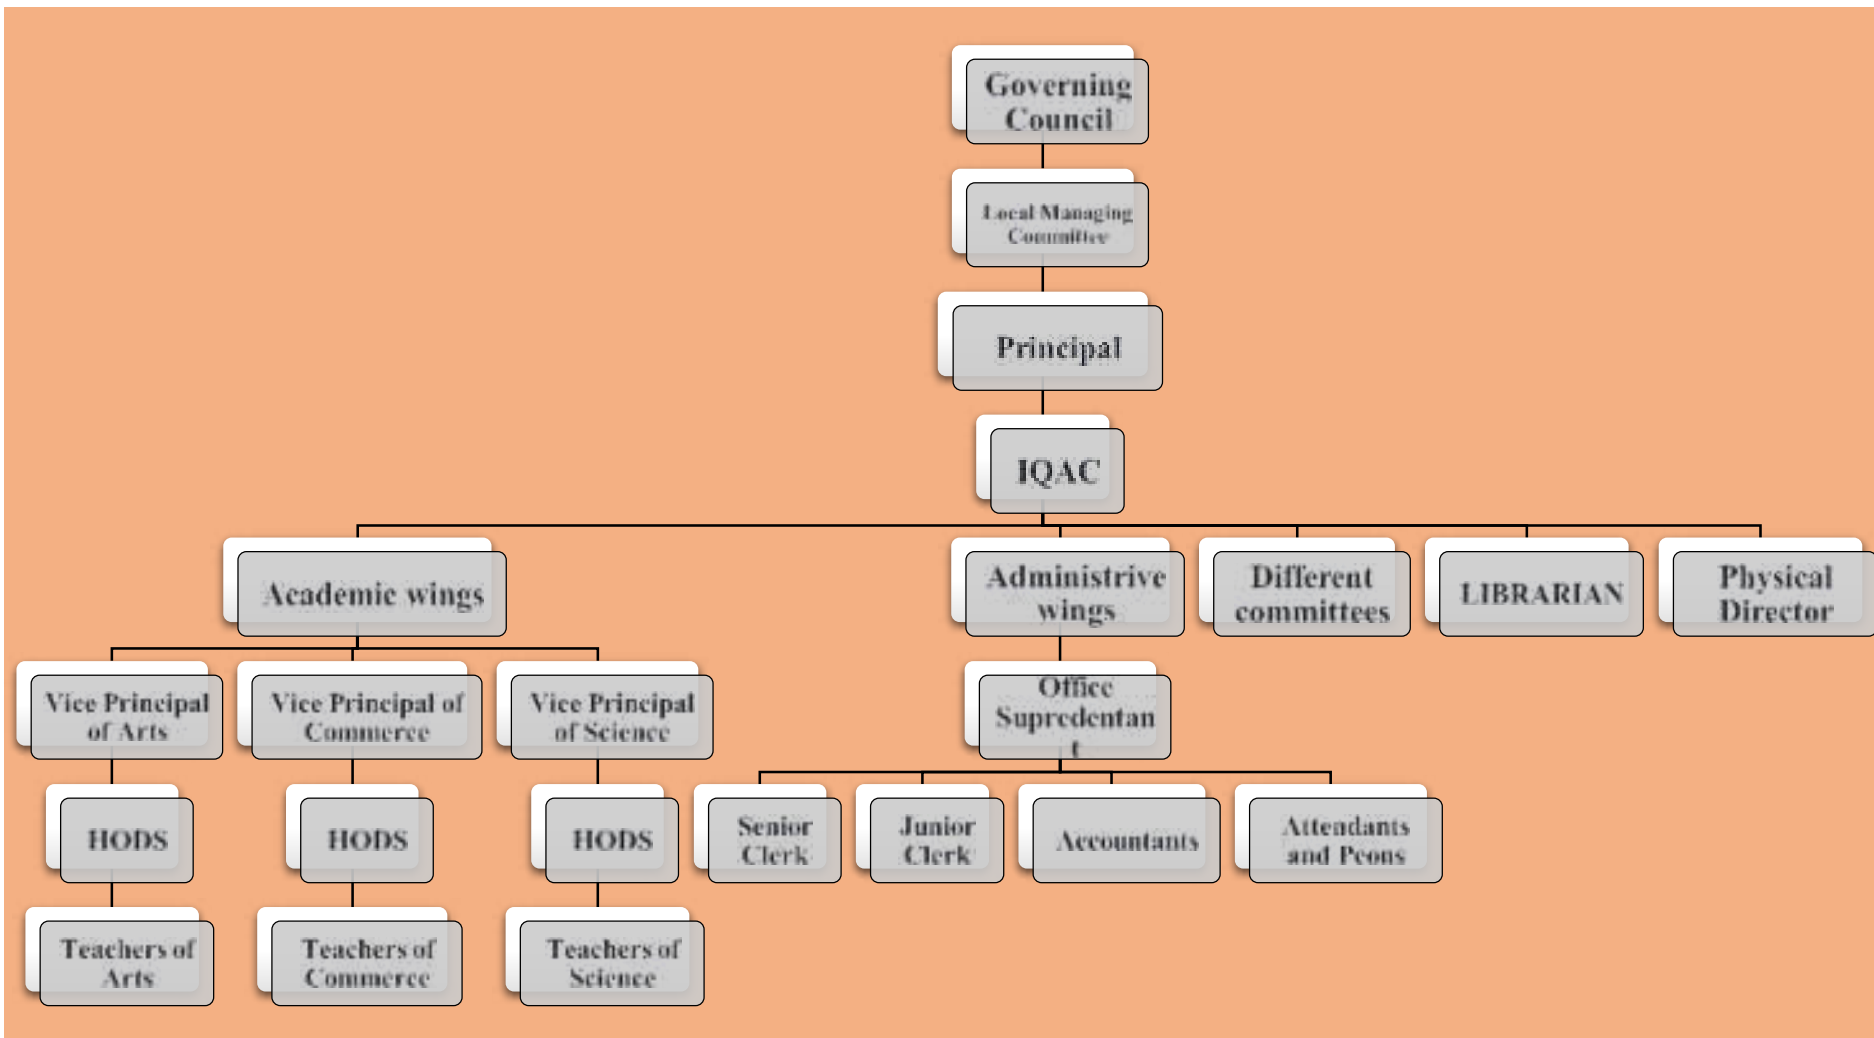 Governing
Council
Local Managing
Committee
Principal
IQAC
Academic wings
Administrive
wings
Different
committees
LIBRARIAN
Physical
Director
Vice Principal
of Arts
Vice Principal of
Commerce
Vice Principal
of Science
Office
Supredentan
t
HODS
HODS
HODS
Senior
Clerk
Junior
Clerk
Accountants
Attendants
and Peons
Teachers of
Arts
Teachers of
Commerce
Teachers of
Science